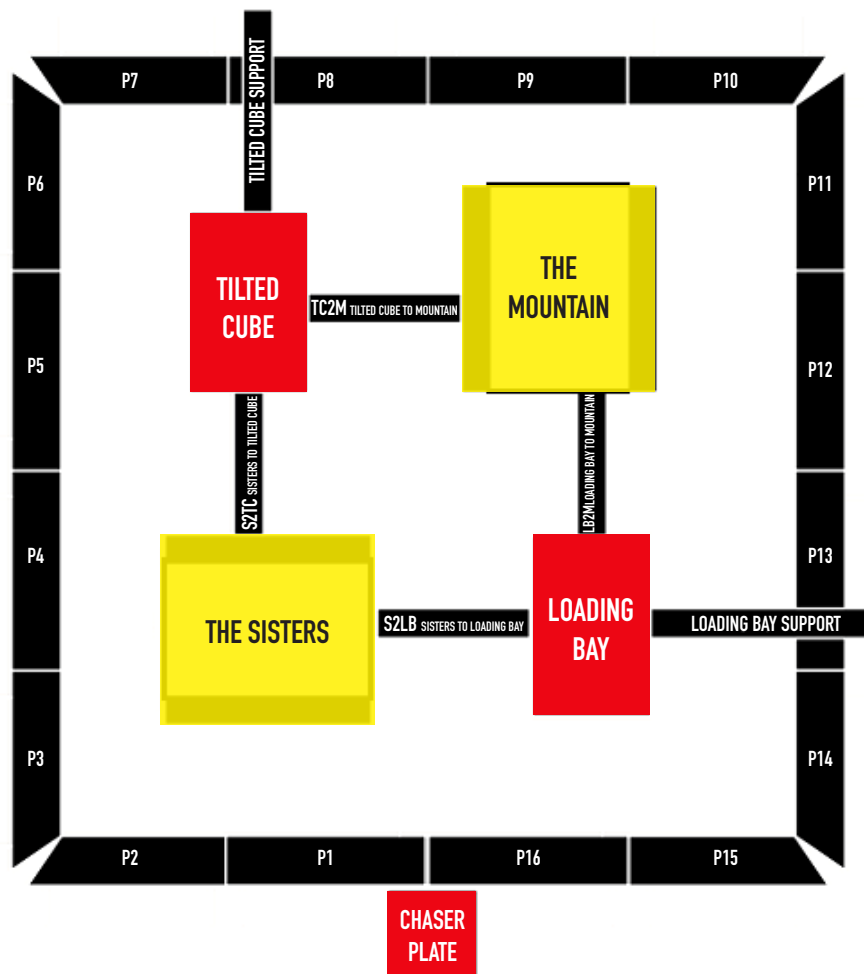 TILTED CUBE SUPPORT
P7
P8
P9
P10
P6
P11
TILTED
CUBE
TC2M TILTED CUBE TO MOUNTAIN
THE
MOUNTAIN
P5
P12
S2TC SISTERS TO TILTED CUBE
LB2M LOADING BAY TO MOUNTAIN
P4
P13
THE SISTERS
S2LB SISTERS TO LOADING BAY
LOADING
BAY
LOADING BAY SUPPORT
P3
P14
P2
P1
P16
P15
CHASER
PLATE